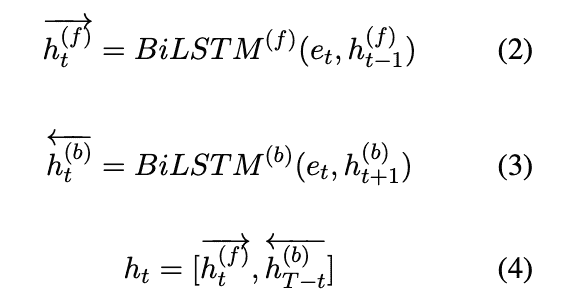 $\overrightarrow{h_t^{(f)}} = BiLSTM^{(f)}(e_t, h_{t-1}^{(f)})$ (2)
$\overleftarrow{h_t^{(b)}} = BiLSTM^{(b)}(e_t, h_{t+1}^{(b)})$ (3)
$h_t = [\overrightarrow{h_t^{(f)}}, \overleftarrow{h_{T-t}^{(b)}}]$ (4)